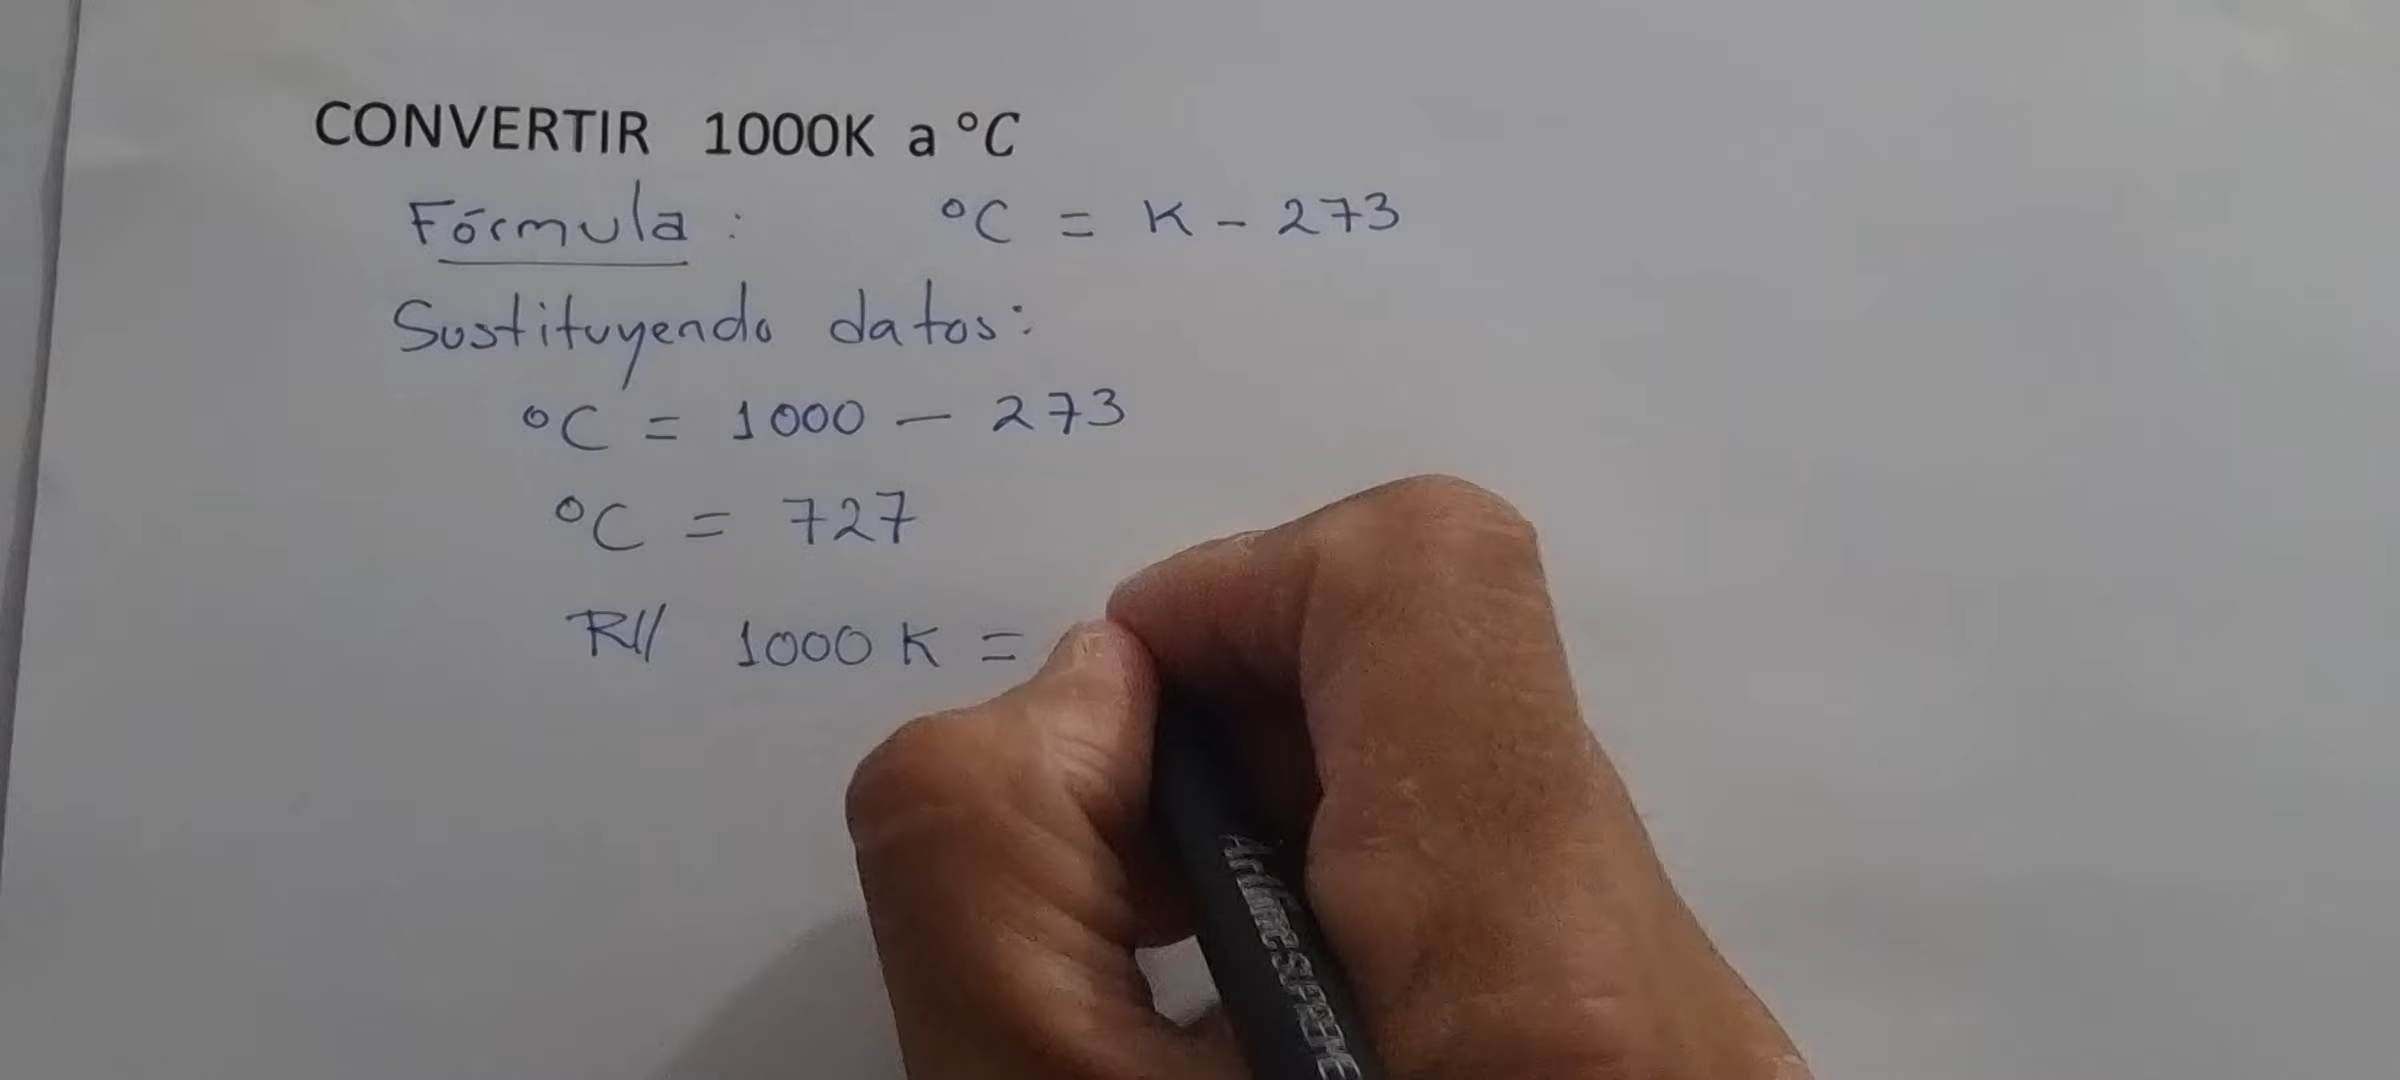 CONVERTIR 1000K a °C
Fórmula: °C = K - 273
Sustituyendo datos:
°C = 1000 - 273
°C = 727
R// 1000 K =